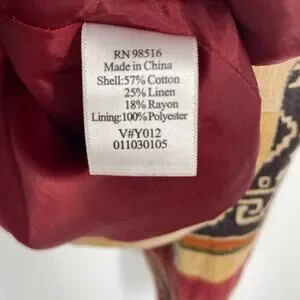 RN 98516
Made in China
Shell:57% Cotton
25% Linen
18% Rayon
Lining:100%Polyester
V#Y012
011030105